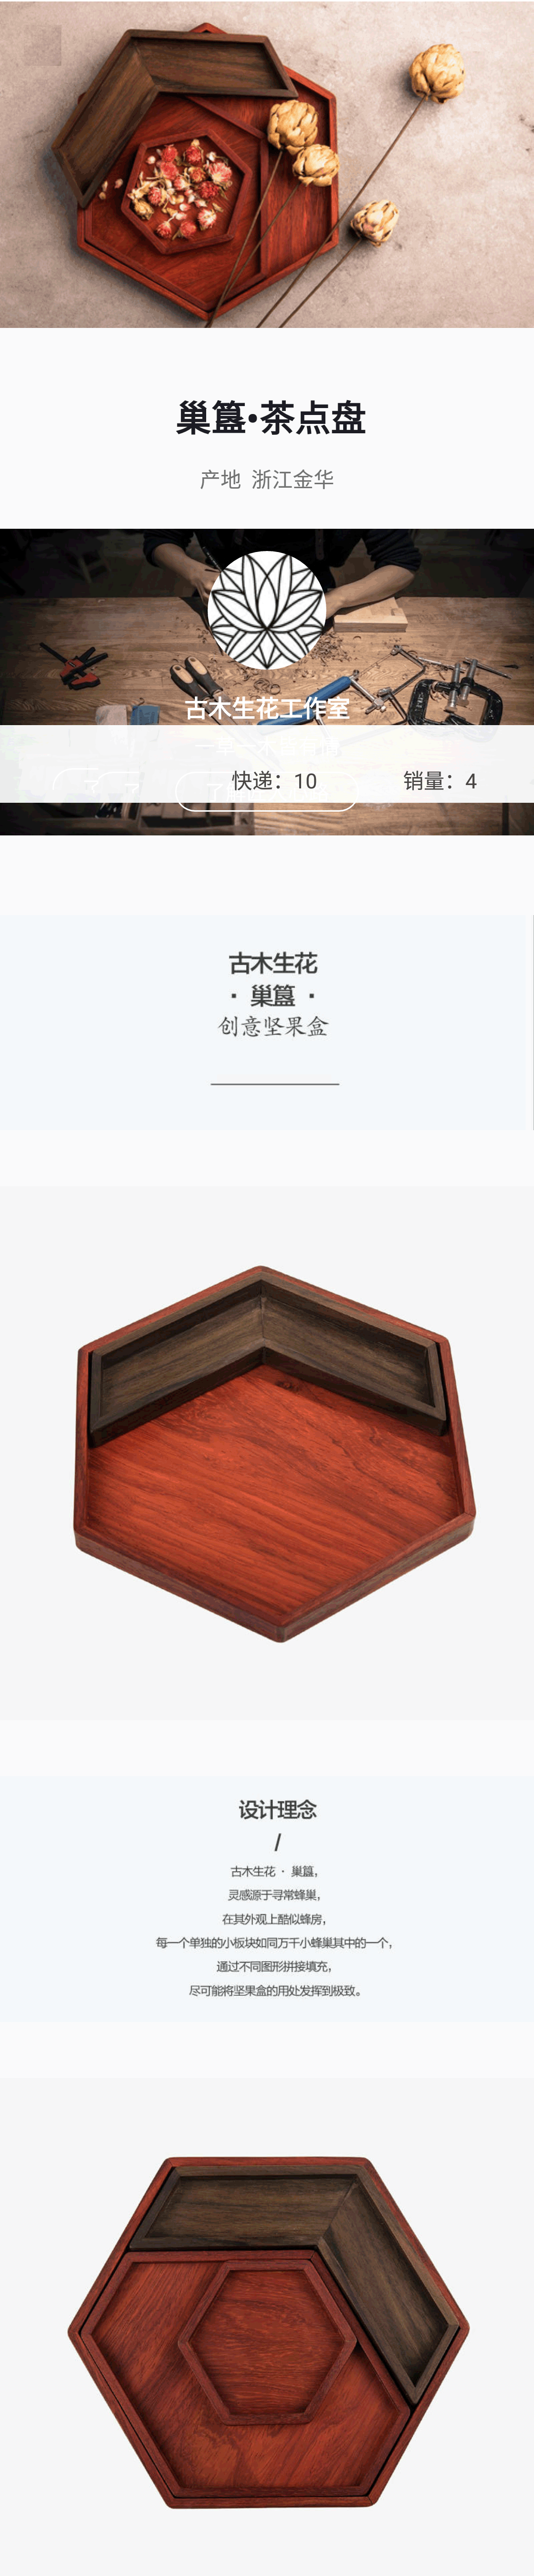 巢簋•茶点盘
产地 浙江金华
古木生花工作室
快递：10 销量：4
古木生花
· 巢簋 ·
创意坚果盒
设计理念
/
古木生花 · 巢簋，
灵感源于寻常蜂巢，
在其外观上酷似蜂房，
每一个单独的小板块如同万千小蜂巢其中的一个，
通过不同图形拼接填充，
尽可能将坚果盒的用处发挥到极致。